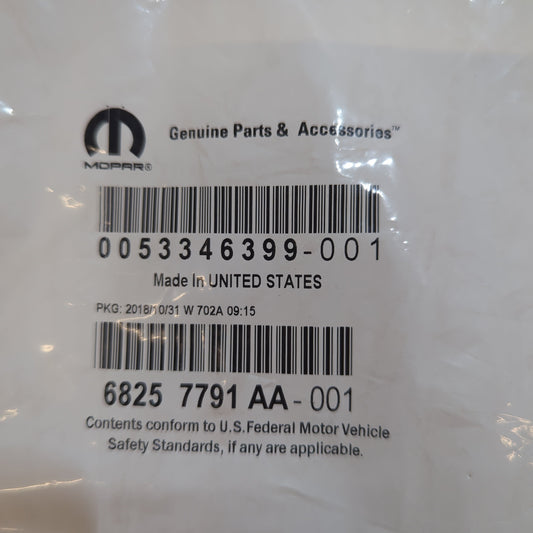 Genuine Parts & Accessories™
MOPAR®
0053346399-001
Made In UNITED STATES
PKG: 2018/10/31 W 702A 09:15
6825 7791 AA-001
Contents conform to U.S. Federal Motor Vehicle
Safety Standards, if any are applicable.